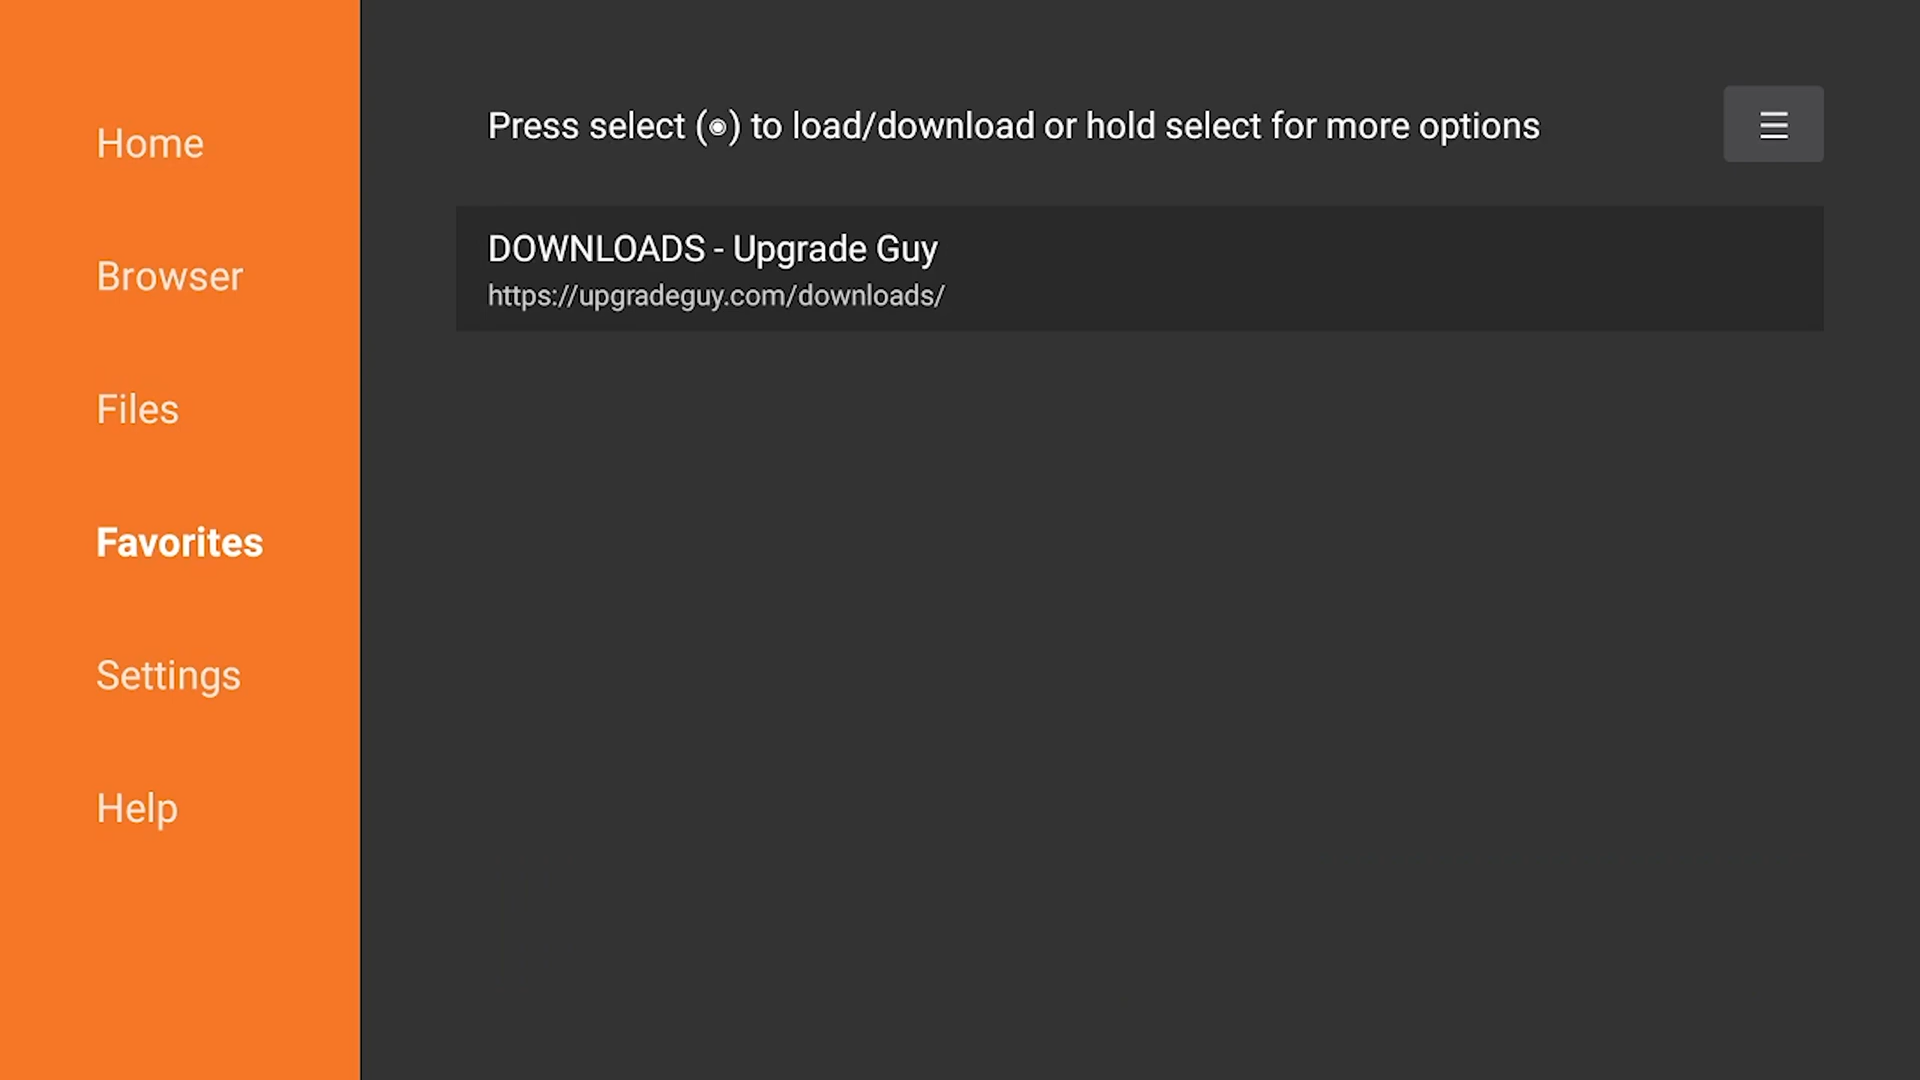 Home
Browser
Files
Favorites
Settings
Help
Press select (◉) to load/download or hold select for more options
DOWNLOADS - Upgrade Guy
https://upgradeguy.com/downloads/